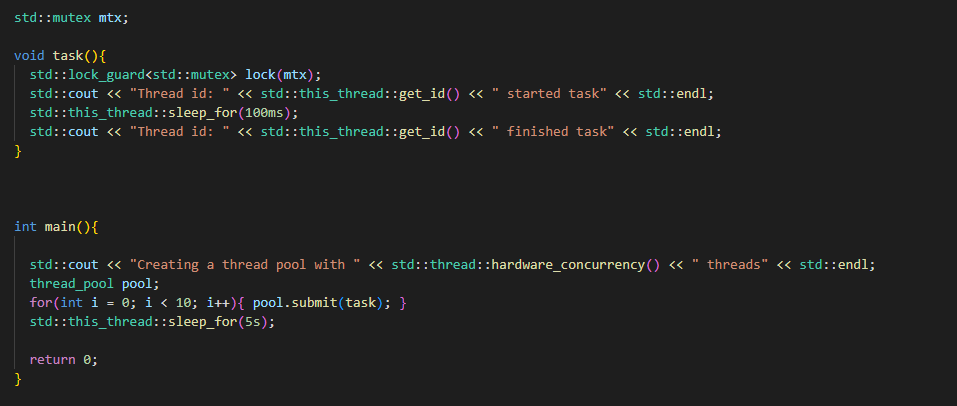 std::mutex mtx;
void task(){
std::lock_guard<std::mutex> lock(mtx);
std::cout << "Thread id: " << std::this_thread::get_id() << " started task" << std::endl;
std::this_thread::sleep_for(100ms);
std::cout << "Thread id: " << std::this_thread::get_id() << " finished task" << std::endl;
}
int main(){
std::cout << "Creating a thread pool with " << std::thread::hardware_concurrency() << " threads" << std::endl;
thread_pool pool;
for(int i = 0; i < 10; i++){ pool.submit(task); }
std::this_thread::sleep_for(5s);
return 0;
}